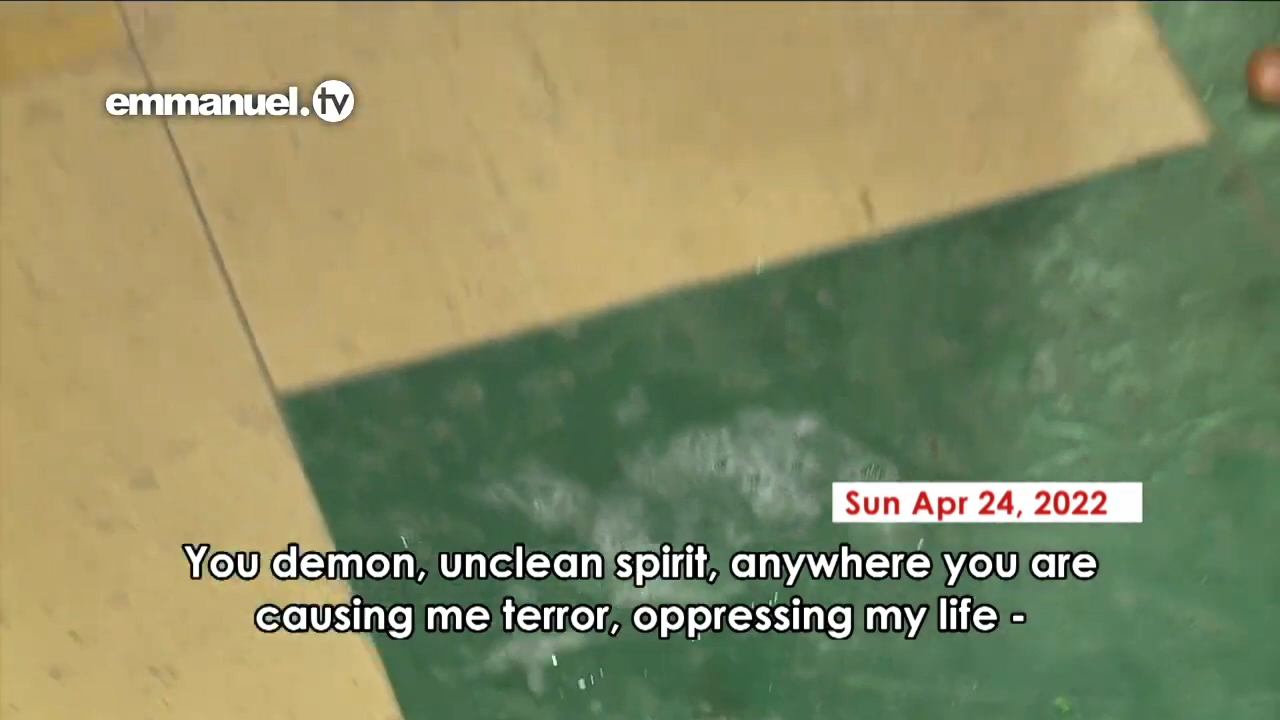 emmanuel.tv
Sun Apr 24, 2022
You demon, unclean spirit, anywhere you are
causing me terror, oppressing my life -